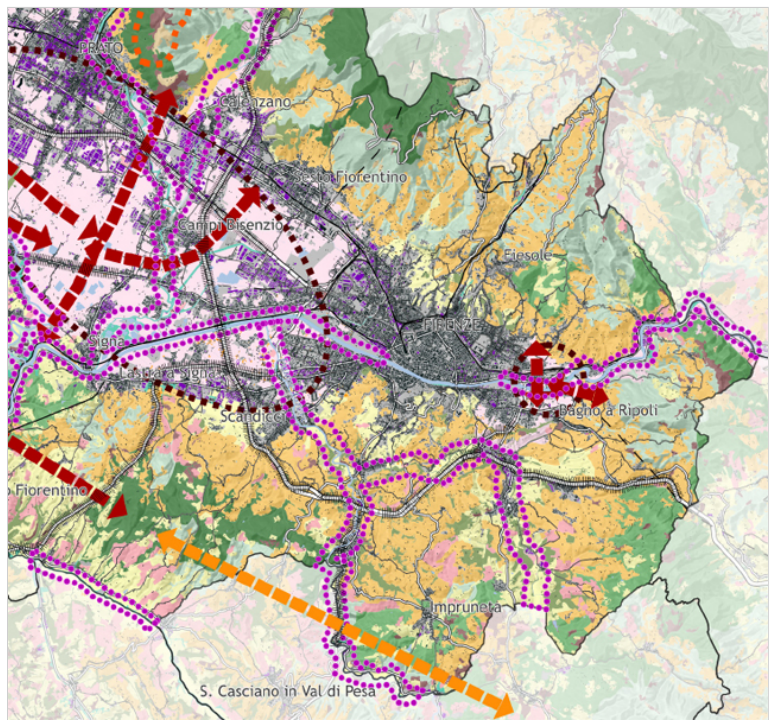 PRATO
Calenzano
Sesto Fiorentino
Campi Bisenzio
Fiesole
FIRENZE
Signa
Lastra a Signa
Bagno a Ripoli
Scandicci
o Fiorentino
Impruneta
S. Casciano in Val di Pesa